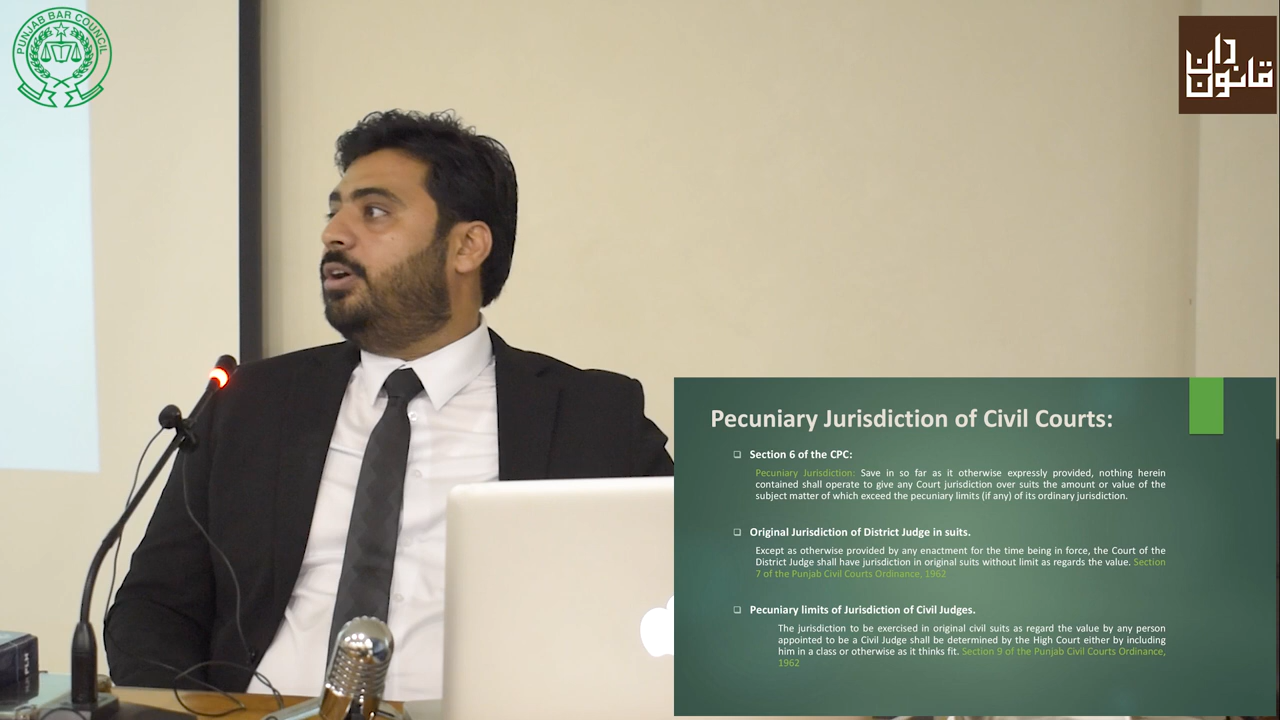 PUNJAB BAR COUNCIL
قانون دان
Pecuniary Jurisdiction of Civil Courts:
Section 6 of the CPC:
Pecuniary Jurisdiction: Save in so far as it otherwise expressly provided, nothing herein
contained shall operate to give any Court jurisdiction over suits the amount or value of the
subject matter of which exceed the pecuniary limits (if any) of its ordinary jurisdiction.
Original Jurisdiction of District Judge in suits.
Except as otherwise provided by any enactment for the time being in force, the Court of the
District Judge shall have jurisdiction in original suits without limit as regards the value. Section
7 of the Punjab Civil Courts Ordinance, 1962
Pecuniary limits of Jurisdiction of Civil Judges.
The jurisdiction to be exercised in original civil suits as regard the value by any person
appointed to be a Civil Judge shall be determined by the High Court either by including
him in a class or otherwise as it thinks fit. Section 9 of the Punjab Civil Courts Ordinance,
1962